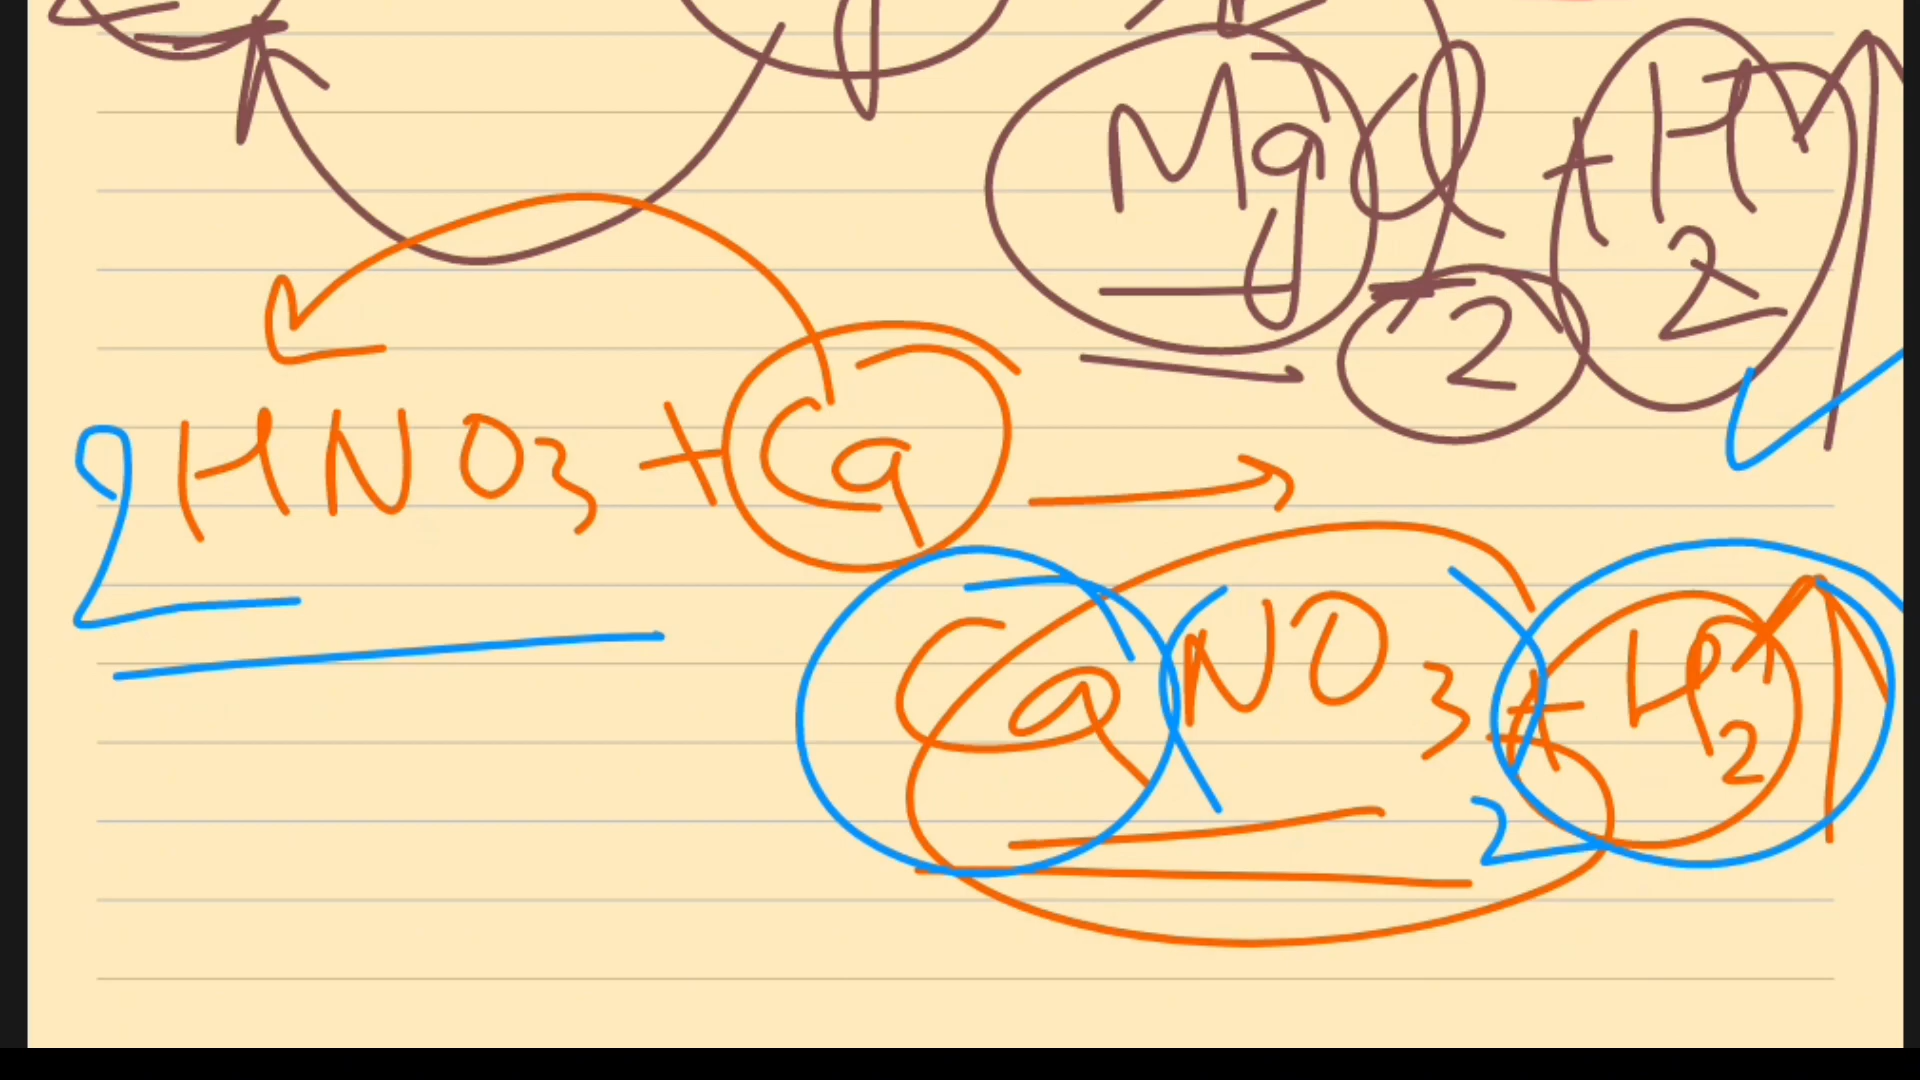 MgCl2 + H2
2HNO3 + Ca →
Ca(NO3)2 + H2